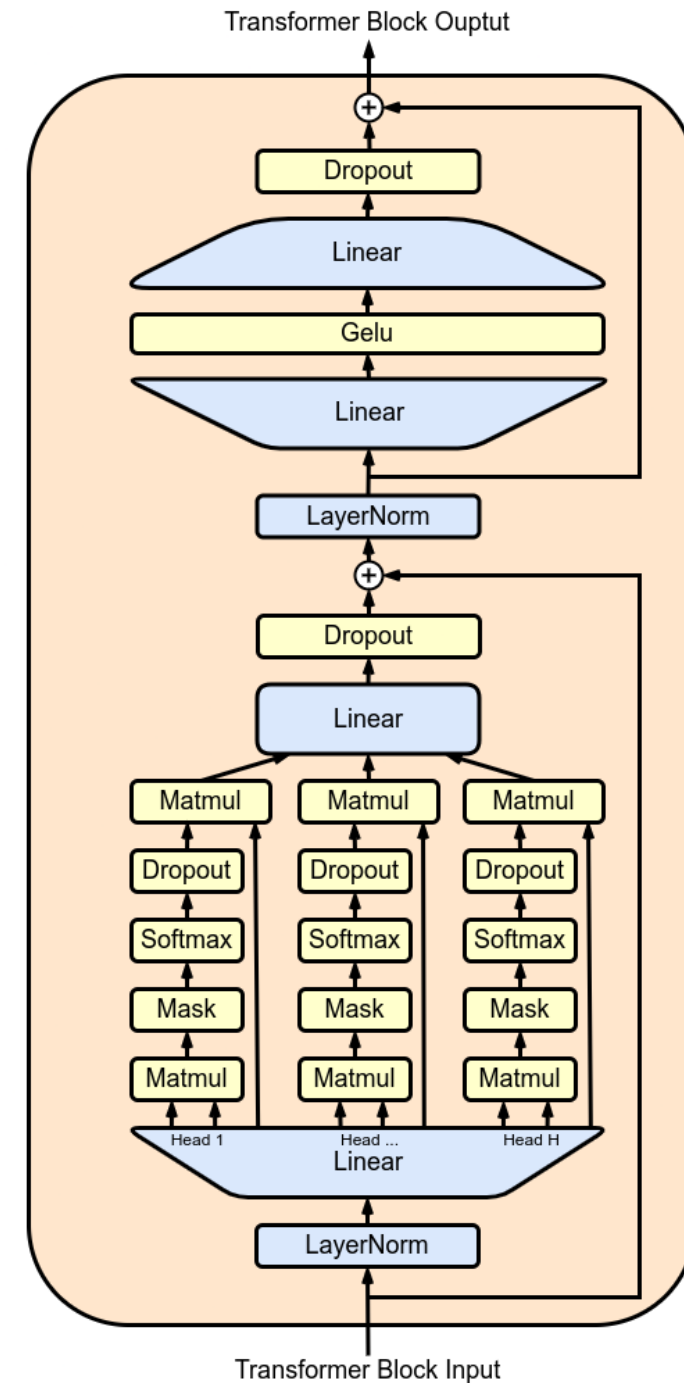 Transformer Block Ouptut
+
Dropout
Linear
Gelu
Linear
LayerNorm
+
Dropout
Linear
Matmul Matmul Matmul
Dropout Dropout Dropout
Softmax Softmax Softmax
Mask Mask Mask
Matmul Matmul Matmul
Head 1 Head ... Head H
Linear
LayerNorm
Transformer Block Input